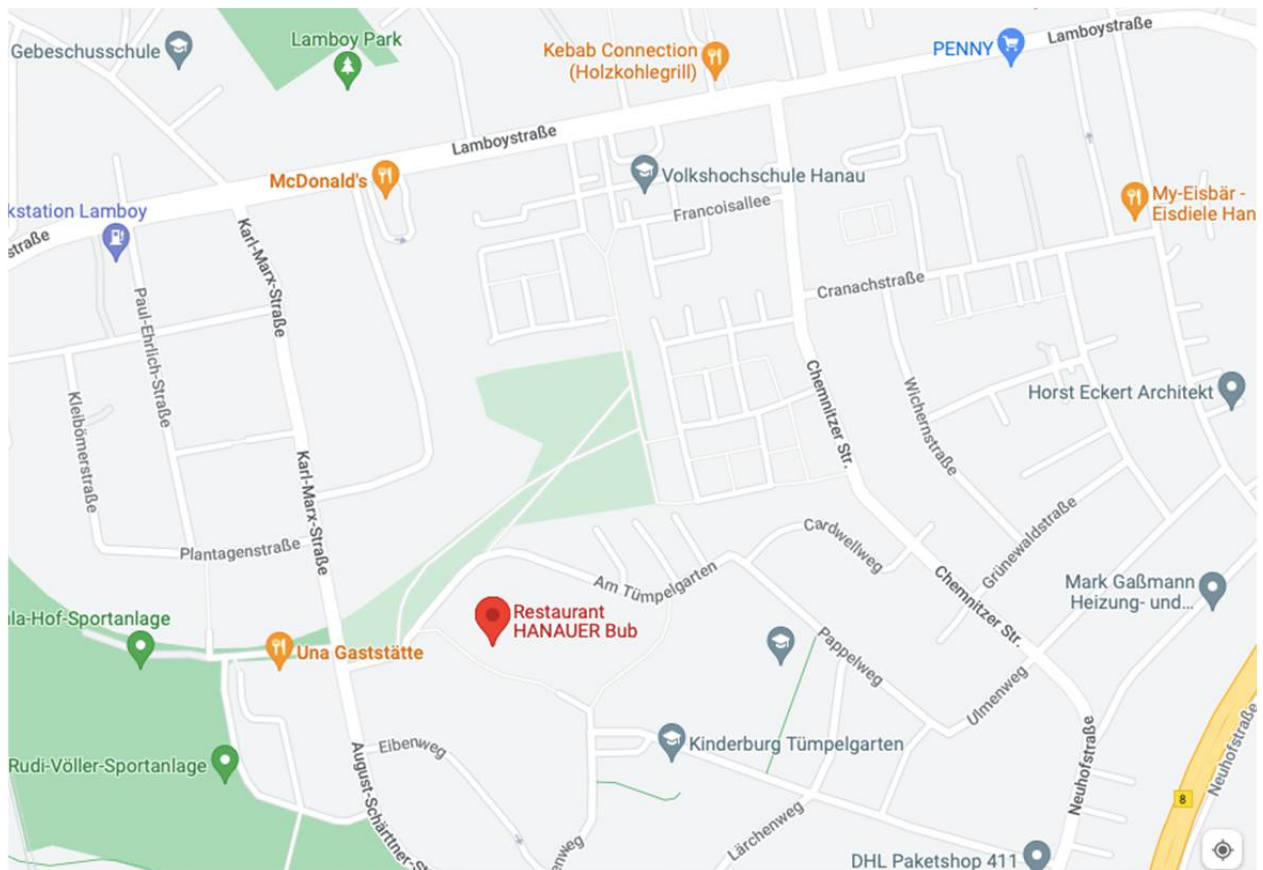 Gebeschusschule
Lamboy Park
Kebab Connection
(Holzkohlegrill)
PENNY
Lamboystraße
Lamboystraße
McDonald's
Volkshochschule Hanau
Francoisallee
My-Eisbär -
Eisdiele Han
kstation Lamboy
straße
Karl-Marx-Straße
Cranachstraße
Paul-Ehrlich-Straße
Kleibömerstraße
Chemnitzer Str.
Wichernstraße
Horst Eckert Architekt
Karl-Marx-Straße
Plantagenstraße
Cardwellweg
Grünewaldstraße
Am Tümpelgarten
Chemnitzer Str.
Mark Gaßmann
Heizung- und...
la-Hof-Sportanlage
Restaurant
HANAUER Bub
Una Gaststätte
Pappelweg
Ulmenweg
Eibenweg
Kinderburg Tümpelgarten
Rudi-Völler-Sportanlage
August-Schärttner-St
Neuhofstraße
Neuhofstraße
8
Lärchenweg
enweg
DHL Paketshop 411